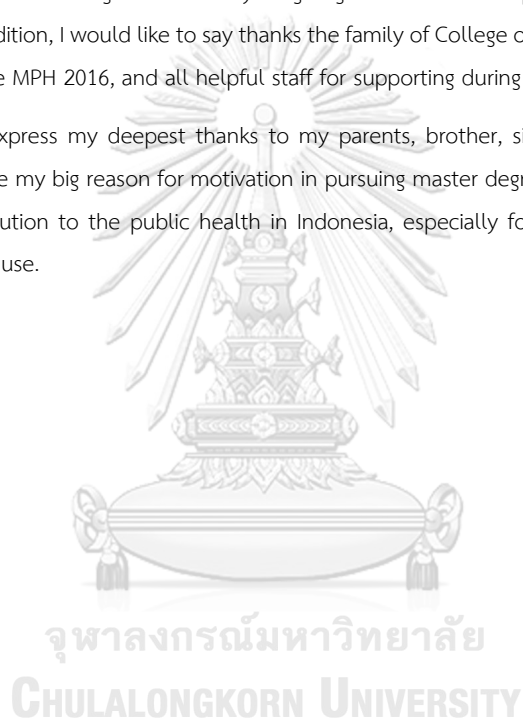 dition, I would like to say thanks the family of College o
e MPH 2016, and all helpful staff for supporting during
xpress my deepest thanks to my parents, brother, si
e my big reason for motivation in pursuing master degr
ution to the public health in Indonesia, especially fo
use.
จุฬาลงกรณ์มหาวิทยาลัย
CHULALONGKORN UNIVERSITY